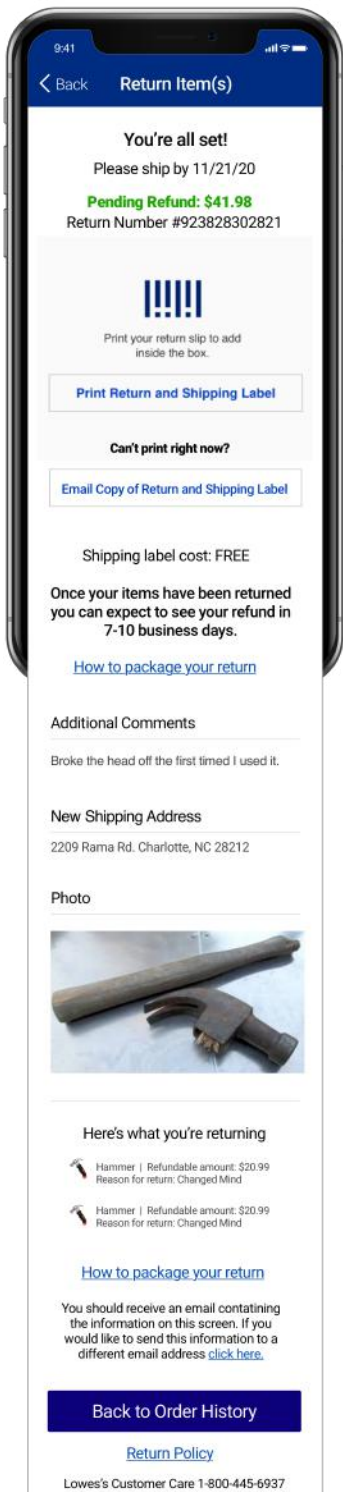 9:41
Back Return Item(s)
You're all set!
Please ship by 11/21/20
Pending Refund: $41.98
Return Number #923828302821
Print your return slip to add
inside the box.
Print Return and Shipping Label
Can't print right now?
Email Copy of Return and Shipping Label
Shipping label cost: FREE
Once your items have been returned
you can expect to see your refund in
7-10 business days.
How to package your return
Additional Comments
Broke the head off the first timed I used it.
New Shipping Address
2209 Rama Rd. Charlotte, NC 28212
Photo
Here's what you're returning
Hammer | Refundable amount: $20.99
Reason for return: Changed Mind
Hammer | Refundable amount: $20.99
Reason for return: Changed Mind
How to package your return
You should receive an email contatining
the information on this screen. If you
would like to send this information to a
different email address click here.
Back to Order History
Return Policy
Lowes's Customer Care 1-800-445-6937